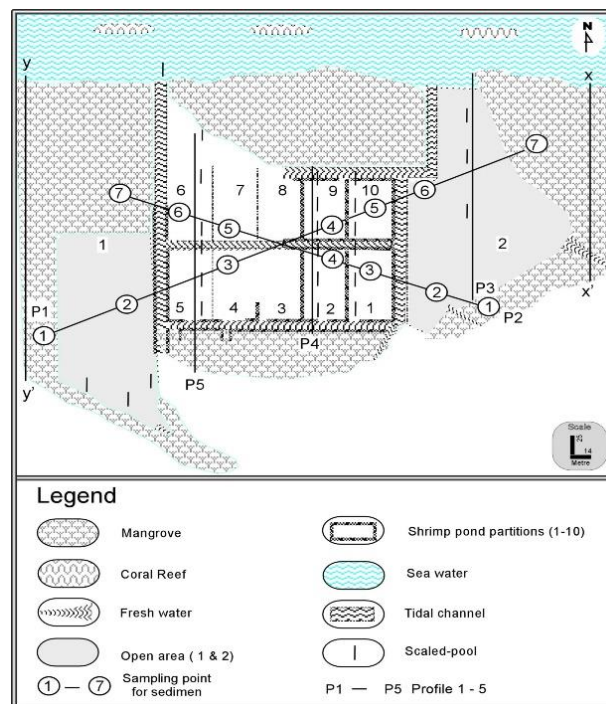 N
y
x
7
7
6
7
8
9
10
6
6
5
5
1
4
2
3
4
3
2
2
P3
1
P1
5
4
3
2
1
P2
x'
1
P4
P5
y'
Scale
25
14
Metre
Legend
Mangrove
Shrimp pond partitions (1-10)
Coral Reef
Sea water
Fresh water
Tidal channel
Open area ( 1 & 2)
Scaled-pool
1 — 7 Sampling point
for sedimen
P1 — P5 Profile 1 - 5